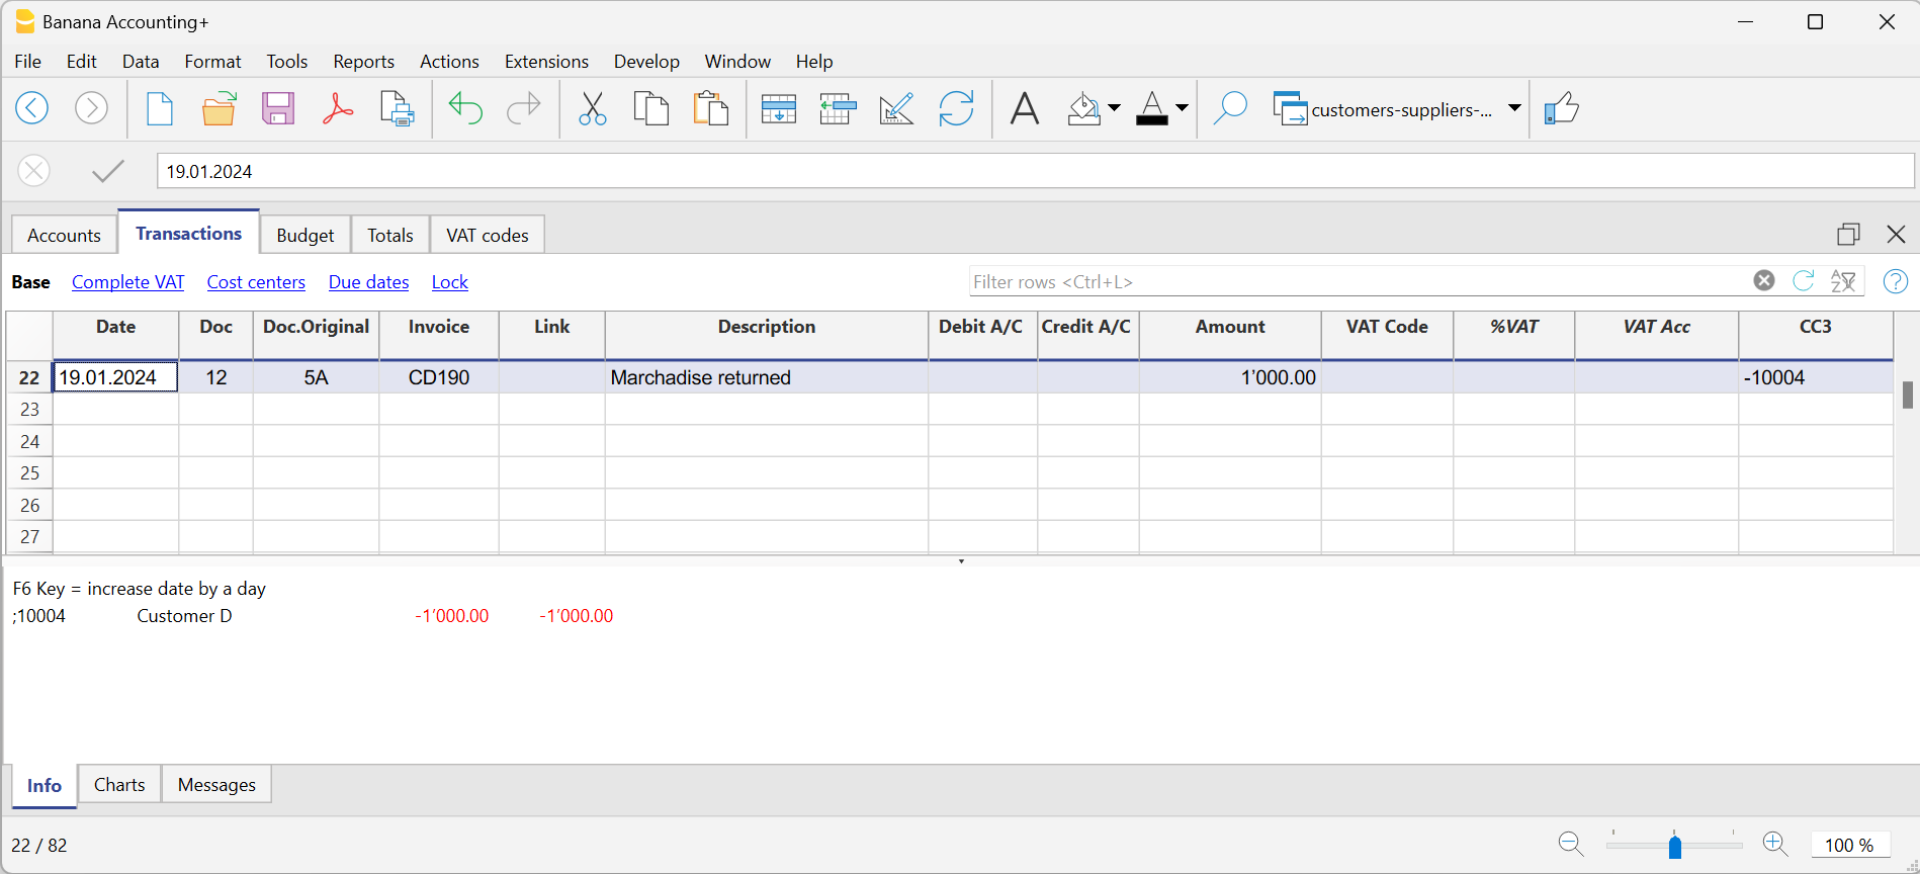 Banana Accounting+
File Edit Data Format Tools Reports Actions Extensions Develop Window Help
customers-suppliers-...
19.01.2024
Accounts Transactions Budget Totals VAT codes
Base Complete VAT Cost centers Due dates Lock Filter rows <Ctrl+L>
Date Doc Doc.Original Invoice Link Description Debit A/C Credit A/C Amount VAT Code %VAT VAT Acc CC3
22 19.01.2024 12 5A CD190 Marchadise returned 1'000.00 -10004
23
24
25
26
27
F6 Key = increase date by a day
;10004 Customer D -1'000.00 -1'000.00
Info Charts Messages
22 / 82 100 %